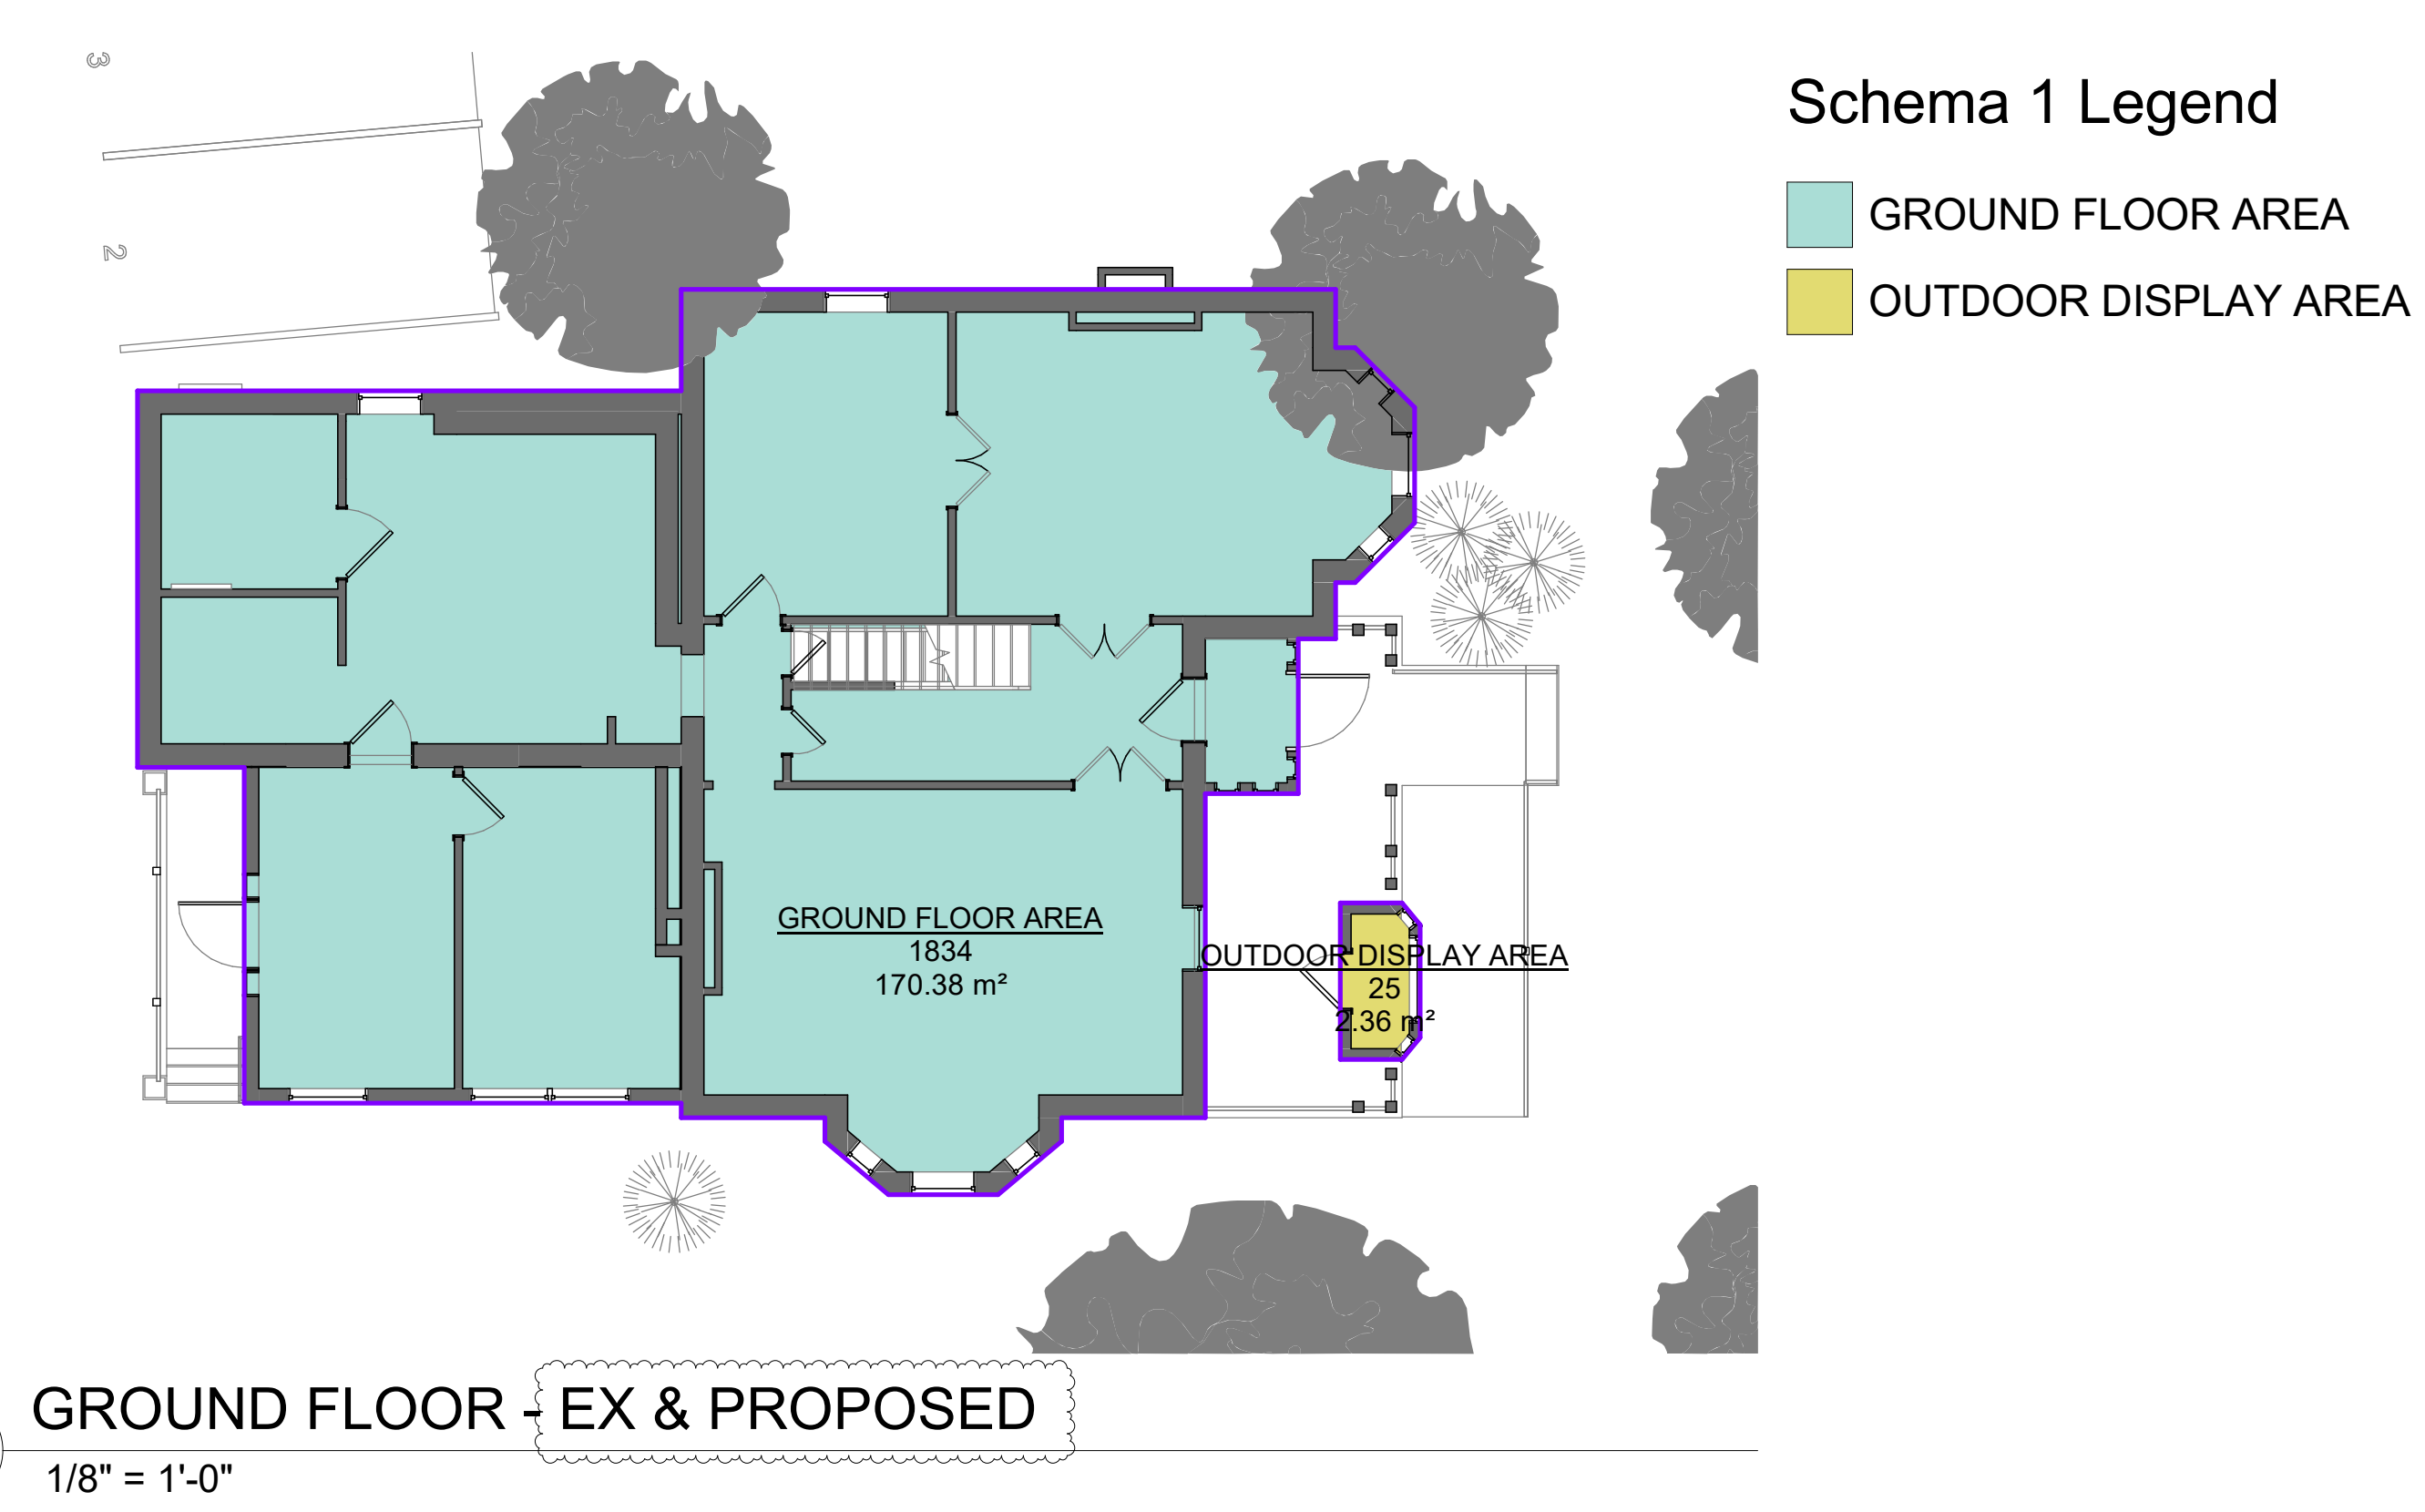 3
2
Schema 1 Legend
GROUND FLOOR AREA
OUTDOOR DISPLAY AREA
GROUND FLOOR AREA
1834
170.38 m²
OUTDOOR DISPLAY AREA
25
2.36 m²
GROUND FLOOR - EX & PROPOSED
1/8" = 1'-0"